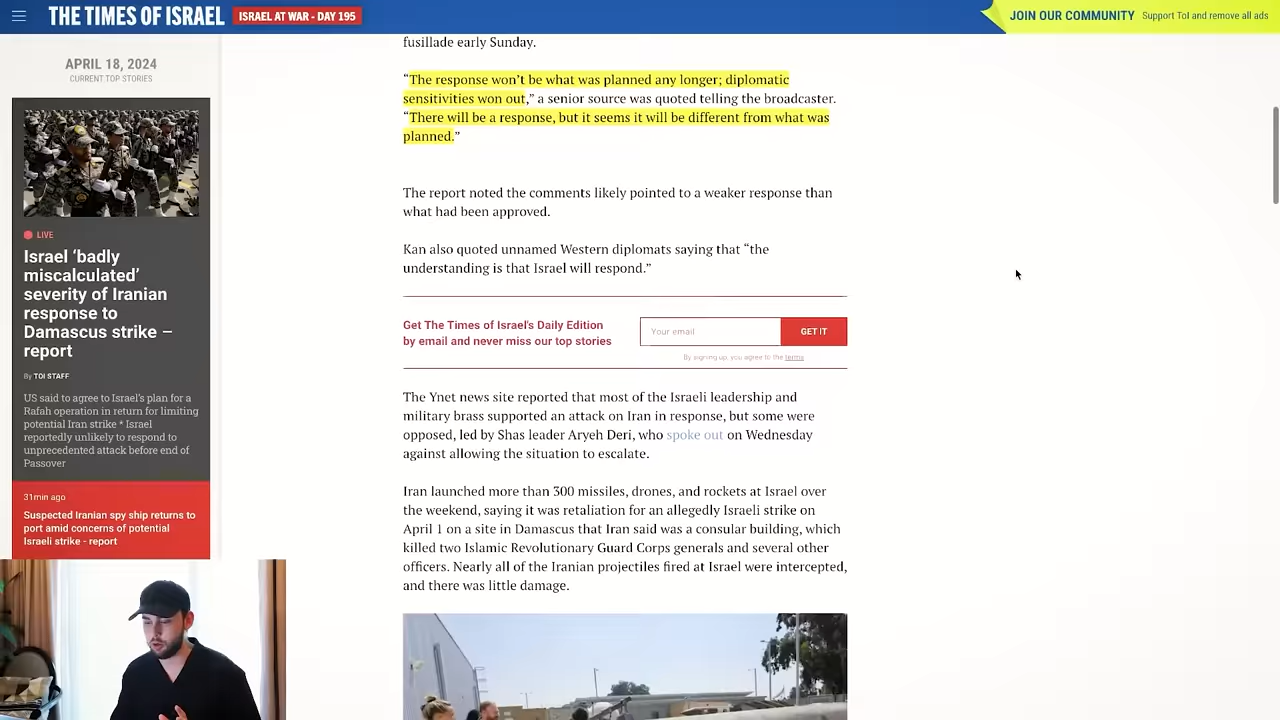 THE TIMES OF ISRAEL
ISRAEL AT WAR - DAY 195
JOIN OUR COMMUNITY
Support ToI and remove all ads
APRIL 18, 2024
CURRENT TOP STORIES
LIVE
Israel ‘badly
miscalculated’
severity of Iranian
response to
Damascus strike –
report
By TOI STAFF
US said to agree to Israel's plan for a
Rafah operation in return for limiting
potential Iran strike * Israel
reportedly unlikely to respond to
unprecedented attack before end of
Passover
31min ago
Suspected Iranian spy ship returns to
port amid concerns of potential
Israeli strike - report
fusillade early Sunday.
“The response won’t be what was planned any longer; diplomatic
sensitivities won out,” a senior source was quoted telling the broadcaster.
“There will be a response, but it seems it will be different from what was
planned.”
The report noted the comments likely pointed to a weaker response than
what had been approved.
Kan also quoted unnamed Western diplomats saying that “the
understanding is that Israel will respond.”
Get The Times of Israel's Daily Edition
by email and never miss our top stories
Your email
GET IT
By signing up, you agree to the terms
The Ynet news site reported that most of the Israeli leadership and
military brass supported an attack on Iran in response, but some were
opposed, led by Shas leader Aryeh Deri, who spoke out on Wednesday
against allowing the situation to escalate.
Iran launched more than 300 missiles, drones, and rockets at Israel over
the weekend, saying it was retaliation for an allegedly Israeli strike on
April 1 on a site in Damascus that Iran said was a consular building, which
killed two Islamic Revolutionary Guard Corps generals and several other
officers. Nearly all of the Iranian projectiles fired at Israel were intercepted,
and there was little damage.